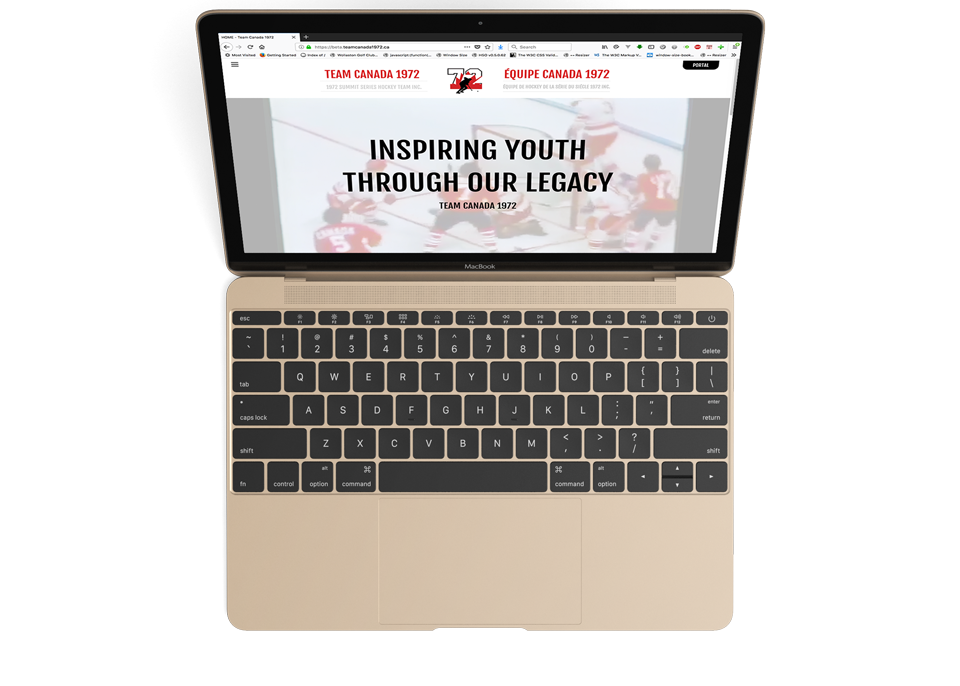 HOME - Team Canada 1972
https://beta.teamcanada1972.ca
Search
Most Visited Getting Started Index of / Wollaston Golf Club... javascript:(function(... Window Size The W3C CSS Valid... ++ Resizer The W3C Markup V... window-size-book... ++ Resizer
PORTAL
TEAM CANADA 1972 72 ÉQUIPE CANADA 1972
1972 SUMMIT SERIES HOCKEY TEAM INC. ÉQUIPE DE HOCKEY DE LA SÉRIE DU SIÈCLE 1972 INC.
INSPIRING YOUTH
THROUGH OUR LEGACY
TEAM CANADA 1972
CANADA
5
MacBook
esc F1 F2 F3 F4 F5 F6 F7 F8 F9 F10 F11 F12
~ ! @ # $ % ^ & * ( ) – +
` 1 2 3 4 5 6 7 8 9 0 - = delete
tab Q W E R T Y U I O P { [ } ] | \
caps lock A S D F G H J K L : ; " ' enter return
shift Z X C V B N M < , > . ? / shift
fn control alt option ⌘ command ⌘ command alt option ◄ ▲ ▼ ►